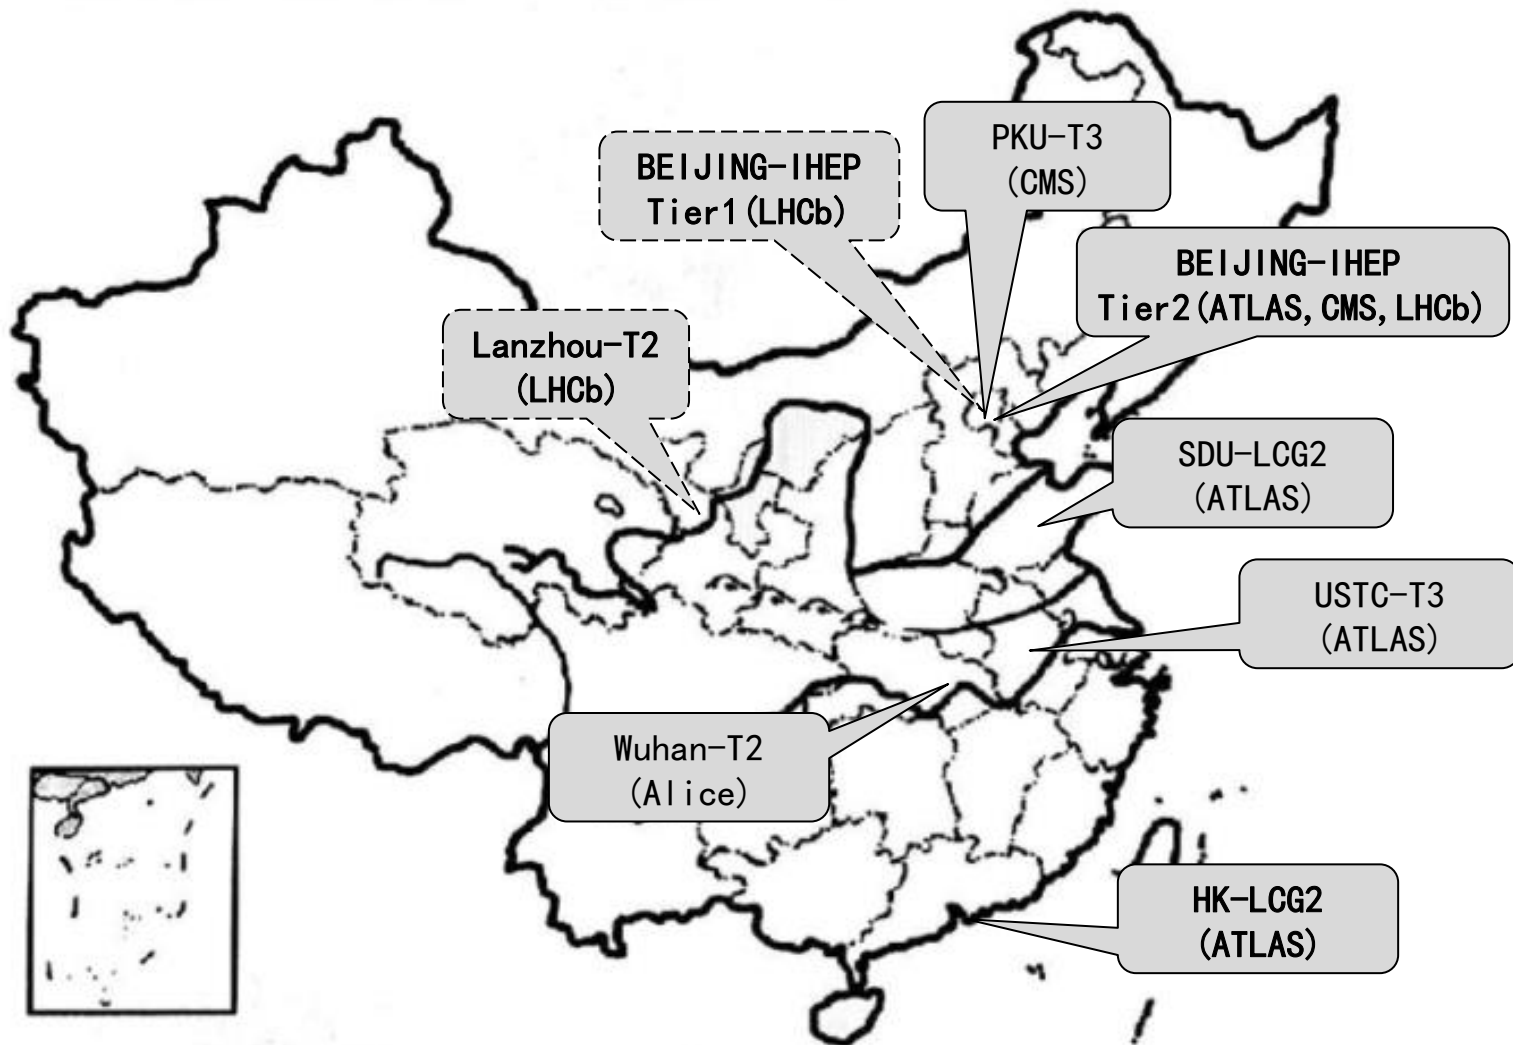 PKU-T3
(CMS)
BEIJING-IHEP
Tier1(LHCb)
BEIJING-IHEP
Tier2(ATLAS,CMS,LHCb)
Lanzhou-T2
(LHCb)
SDU-LCG2
(ATLAS)
USTC-T3
(ATLAS)
Wuhan-T2
(Alice)
HK-LCG2
(ATLAS)